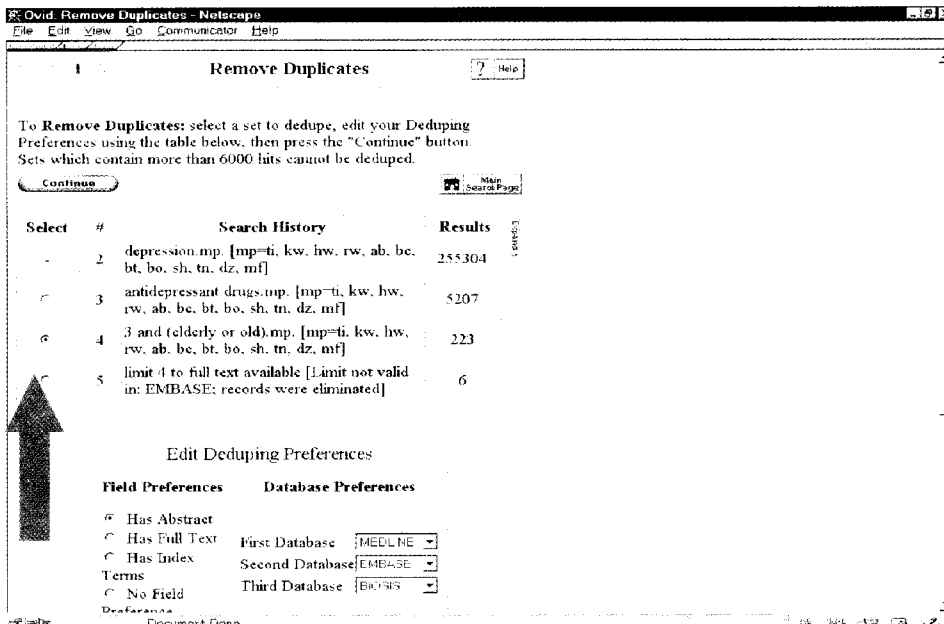 Ovid. Remove Duplicates - Netscape
File Edit View Go Communicator Help
Remove Duplicates
? Help
To Remove Duplicates: select a set to dedupe, edit your Deduping
Preferences using the table below, then press the "Continue" button.
Sets which contain more than 6000 hits cannot be deduped.
Continue
Main
Search Page
Select # Search History Results
2 depression.mp. [mp=ti, kw, hw, rw, ab, bc, 255304
bt, bo, sh, tn, dz, mf]
3 antidepressant drugs.mp. [mp=ti, kw, hw, 5207
rw, ab, bc, bt, bo, sh, tn, dz, mf]
4 3 and (elderly or old).mp. [mp=ti, kw, hw, 223
rw, ab, bc, bt, bo, sh, tn, dz, mf]
5 limit 4 to full text available [Limit not valid 6
in: EMBASE; records were eliminated]
Edit Deduping Preferences
Field Preferences Database Preferences
Has Abstract
Has Full Text First Database MEDLINE
Has Index Second Database EMBASE
Terms Third Database BIOSIS
No Field
Preference
Document Done